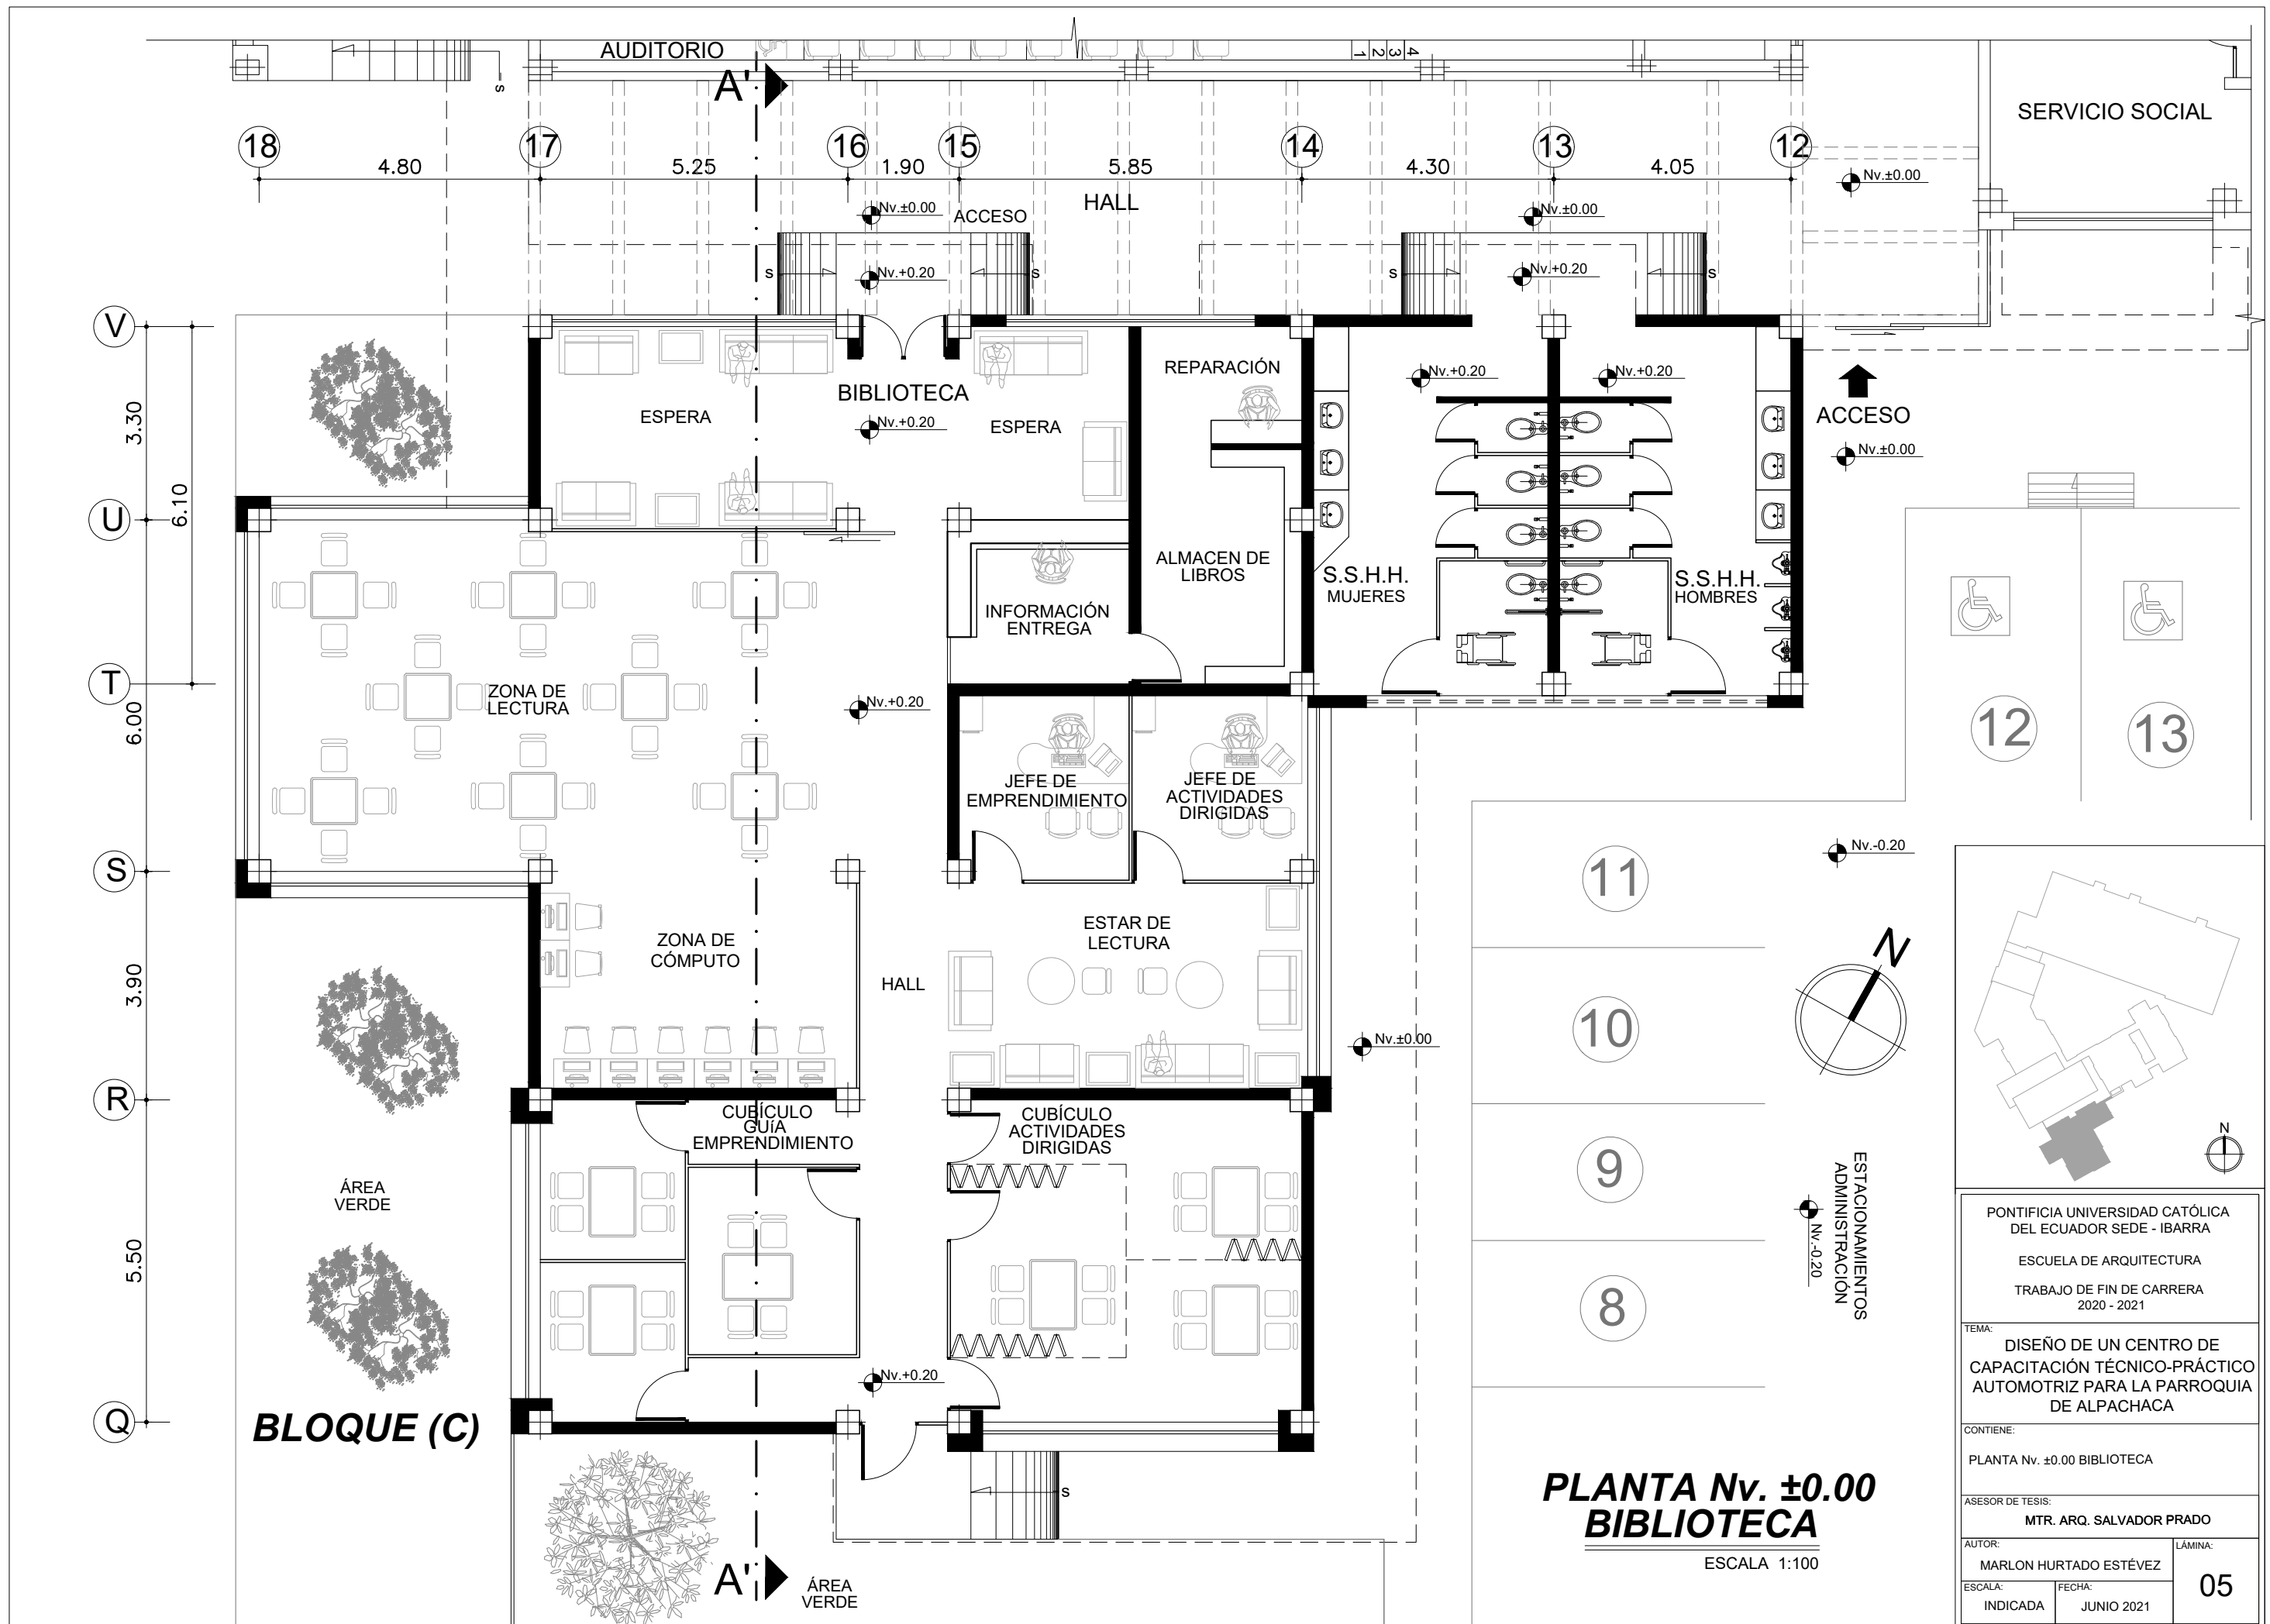 AUDITORIO
1
2
3
4
A'
s
SERVICIO SOCIAL
18
17
16
15
14
13
12
4.80
5.25
1.90
5.85
4.30
4.05
Nv.±0.00
HALL
Nv.±0.00
ACCESO
Nv.±0.00
s
Nv.+0.20
s
s
Nv.+0.20
s
V
U
T
S
R
Q
3.30
6.10
6.00
3.90
5.50
BIBLIOTECA
Nv.+0.20
ESPERA
ESPERA
REPARACIÓN
Nv.+0.20
Nv.+0.20
ACCESO
Nv.±0.00
ALMACEN DE
LIBROS
S.S.H.H.
MUJERES
S.S.H.H.
HOMBRES
INFORMACIÓN
ENTREGA
ZONA DE
LECTURA
Nv.+0.20
JEFE DE
EMPRENDIMIENTO
JEFE DE
ACTIVIDADES
DIRIGIDAS
12
13
11
10
9
8
Nv.-0.20
ESTAR DE
LECTURA
ZONA DE
CÓMPUTO
HALL
Nv.±0.00
N
CUBÍCULO
GUíA
EMPRENDIMIENTO
CUBÍCULO
ACTIVIDADES
DIRIGIDAS
ÁREA
VERDE
ESTACIONAMIENTOS
ADMINISTRACIÓN
Nv.-0.20
Nv.+0.20
BLOQUE (C)
s
A'
ÁREA
VERDE
PLANTA Nv. ±0.00
BIBLIOTECA
ESCALA 1:100
N
PONTIFICIA UNIVERSIDAD CATÓLICA
DEL ECUADOR SEDE - IBARRA
ESCUELA DE ARQUITECTURA
TRABAJO DE FIN DE CARRERA
2020 - 2021
TEMA:
DISEÑO DE UN CENTRO DE
CAPACITACIÓN TÉCNICO-PRÁCTICO
AUTOMOTRIZ PARA LA PARROQUIA
DE ALPACHACA
CONTIENE:
PLANTA Nv. ±0.00 BIBLIOTECA
ASESOR DE TESIS:
MTR. ARQ. SALVADOR PRADO
AUTOR:
MARLON HURTADO ESTÉVEZ
LÁMINA:
05
ESCALA:
INDICADA
FECHA:
JUNIO 2021